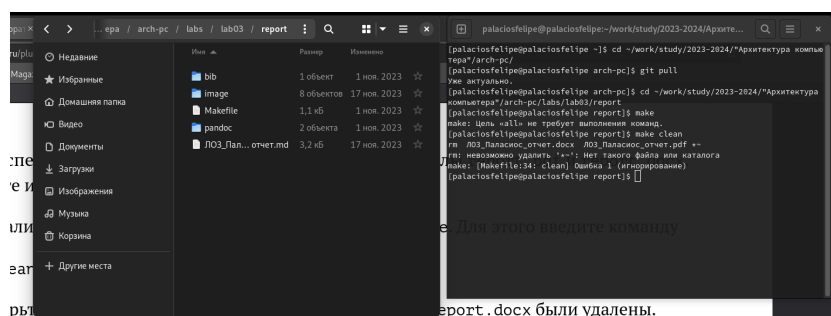 ... ера / arch-pc / labs / lab03 / report
Имя Размер Изменено
Недавние
Избранные
Домашняя папка
Видео
Документы
Загрузки
Изображения
Музыка
Корзина
+ Другие места
bib 1 объект 1 ноя. 2023
image 8 объектов 17 ноя. 2023
Makefile 1,1 кБ 1 ноя. 2023
pandoc 2 объекта 1 ноя. 2023
ЛО3_Пал... отчет.md 3,2 кБ 17 ноя. 2023
palaciosfelipe@palaciosfelipe:~/work/study/2023-2024/Архите...
[palaciosfelipe@palaciosfelipe ~]$ cd ~/work/study/2023-2024/"Архитектура компью
тера"/arch-pc/
[palaciosfelipe@palaciosfelipe arch-pc]$ git pull
Уже актуально.
[palaciosfelipe@palaciosfelipe arch-pc]$ cd ~/work/study/2023-2024/"Архитектура
компьютера"/arch-pc/labs/lab03/report
[palaciosfelipe@palaciosfelipe report]$ make
make: Цель «all» не требует выполнения команд.
[palaciosfelipe@palaciosfelipe report]$ make clean
rm ЛО3_Паласиос_отчет.docx ЛО3_Паласиос_отчет.pdf *~
rm: невозможно удалить '*~': Нет такого файла или каталога
make: [Makefile:34: clean] Ошибка 1 (игнорирование)
[palaciosfelipe@palaciosfelipe report]$
е. Для этого введите команду
eport.docx были удалены.